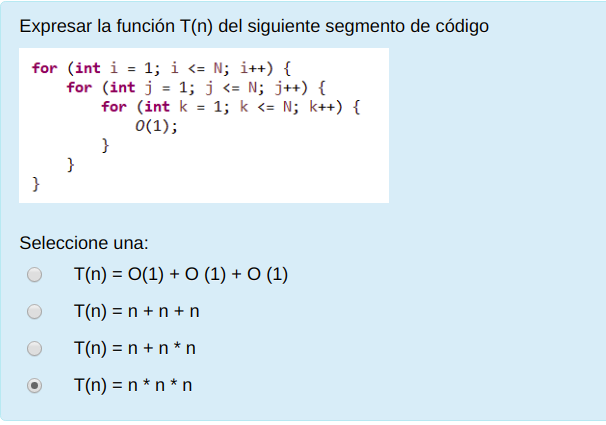 Expresar la función T(n) del siguiente segmento de código
for (int i = 1; i <= N; i++) {
for (int j = 1; j <= N; j++) {
for (int k = 1; k <= N; k++) {
O(1);
}
}
}
Seleccione una:
T(n) = O(1) + O (1) + O (1)
T(n) = n + n + n
T(n) = n + n * n
T(n) = n * n * n